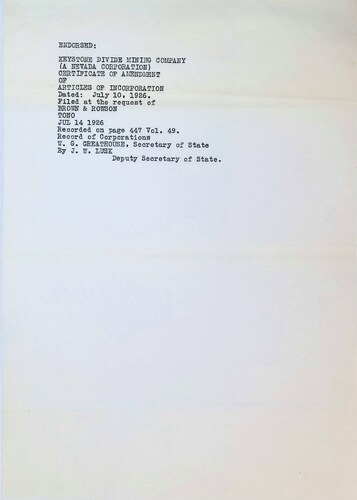 ENDORSED:
KEYSTONE DIVIDE MINING COMPANY
(A NEVADA CORPORATION)
CERTIFICATE OF AMENDMENT
OF
ARTICLES OF INCORPORATION
Dated: July 10, 1926.
Filed at the request of
BROWN & ROWSON
TONO
JUL 14 1926
Recorded on page 447 Vol. 49.
Record of Corporations
W. G. GREATHOUSE, Secretary of State
By J. W. LUSK
Deputy Secretary of State.